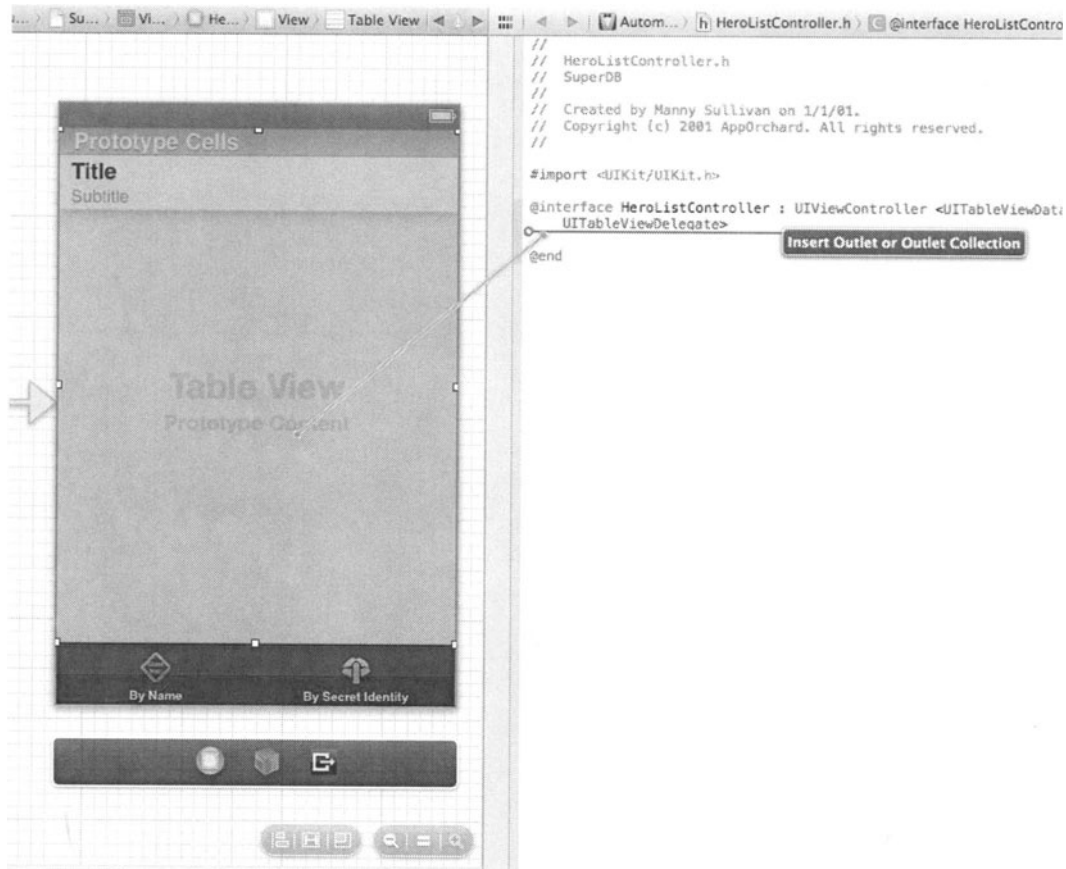 ... Su... Vi... He... View Table View
Autom... h HeroListController.h C @interface HeroListContro
//
// HeroListController.h
// SuperDB
//
// Created by Manny Sullivan on 1/1/01.
// Copyright (c) 2001 AppOrchard. All rights reserved.
//
#import <UIKit/UIKit.h>
@interface HeroListController : UIViewController <UITableViewData
UITableViewDelegate>
Insert Outlet or Outlet Collection
@end
Prototype Cells
Title
Subtitle
Table View
Prototype Content
By Name
By Secret Identity